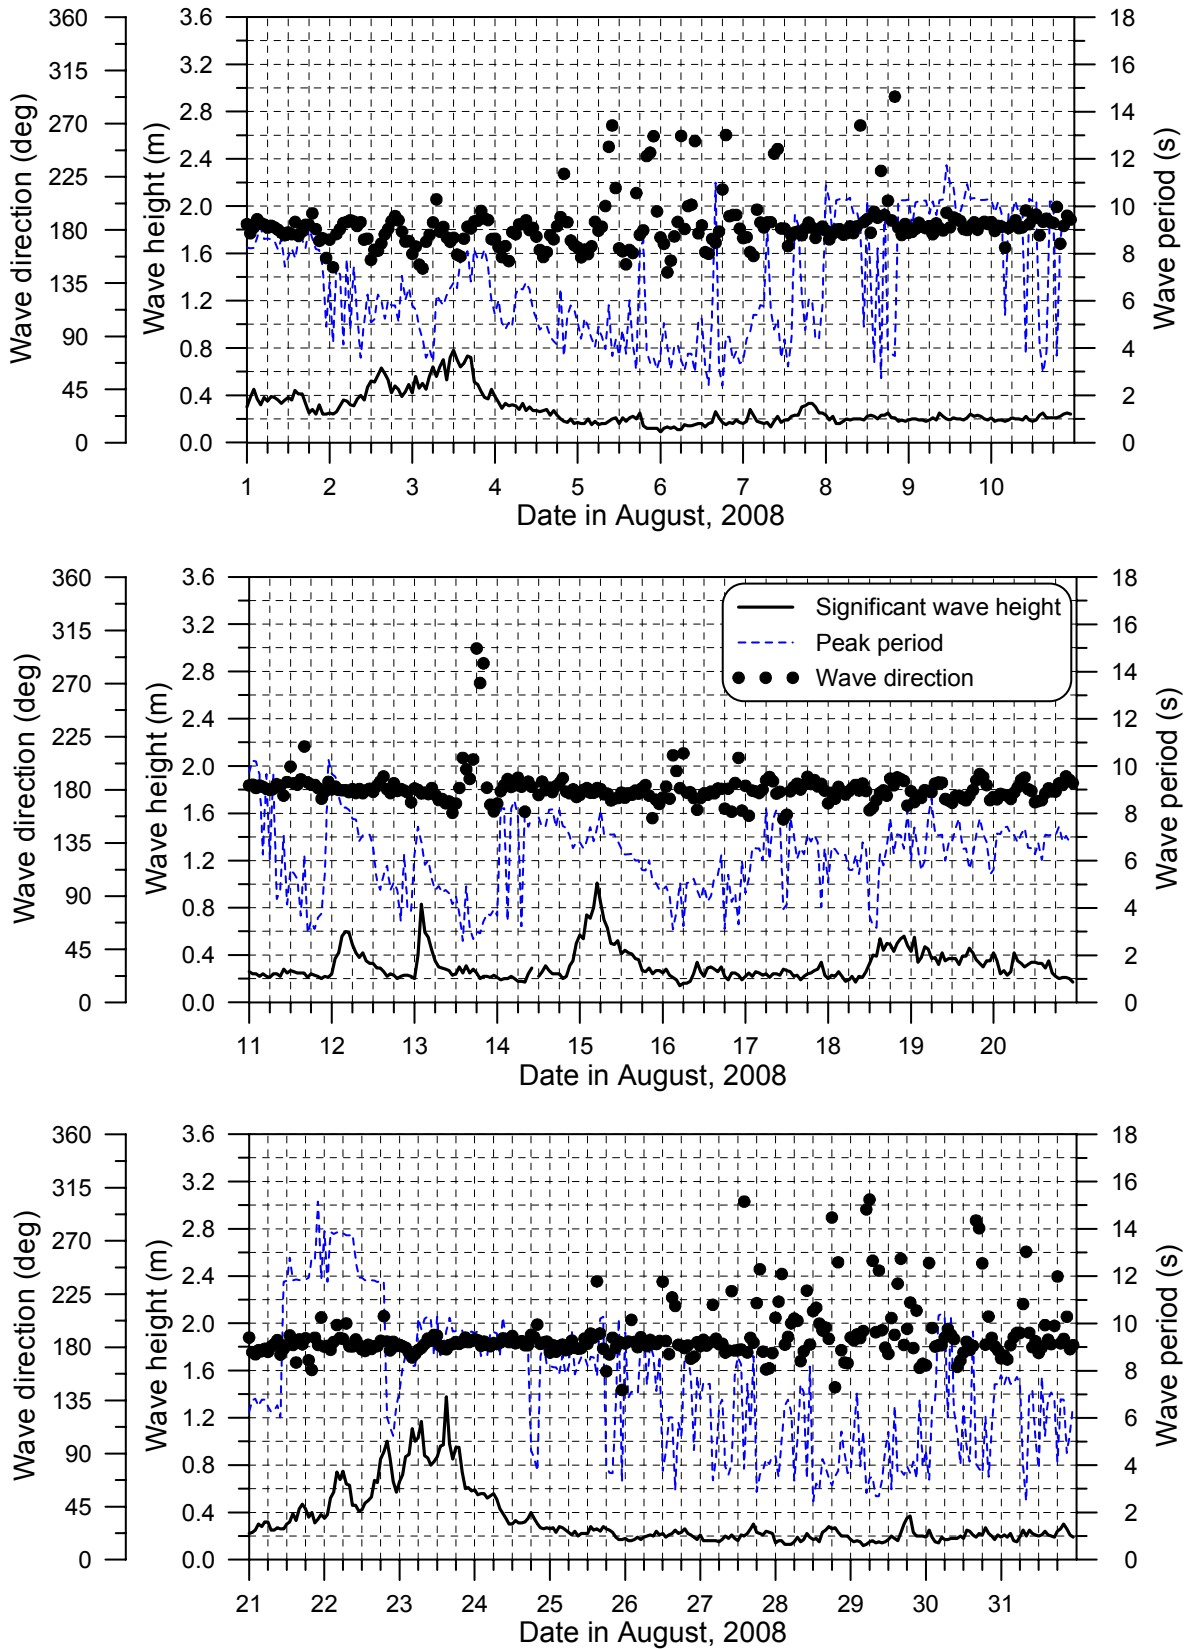 360 3.6 18
315 3.2 16
270 2.8 14
225 2.4 12
180 2.0 10
135 1.6 8
90 1.2 6
45 0.8 4
0 0.4 2
0.0 0
Wave direction (deg)
Wave height (m)
Wave period (s)
1 2 3 4 5 6 7 8 9 10
Date in August, 2008
360 3.6 18
315 3.2 16
270 2.8 14
225 2.4 12
180 2.0 10
135 1.6 8
90 1.2 6
45 0.8 4
0 0.4 2
0.0 0
Wave direction (deg)
Wave height (m)
Wave period (s)
Significant wave height
Peak period
Wave direction
11 12 13 14 15 16 17 18 19 20
Date in August, 2008
360 3.6 18
315 3.2 16
270 2.8 14
225 2.4 12
180 2.0 10
135 1.6 8
90 1.2 6
45 0.8 4
0 0.4 2
0.0 0
Wave direction (deg)
Wave height (m)
Wave period (s)
21 22 23 24 25 26 27 28 29 30 31
Date in August, 2008